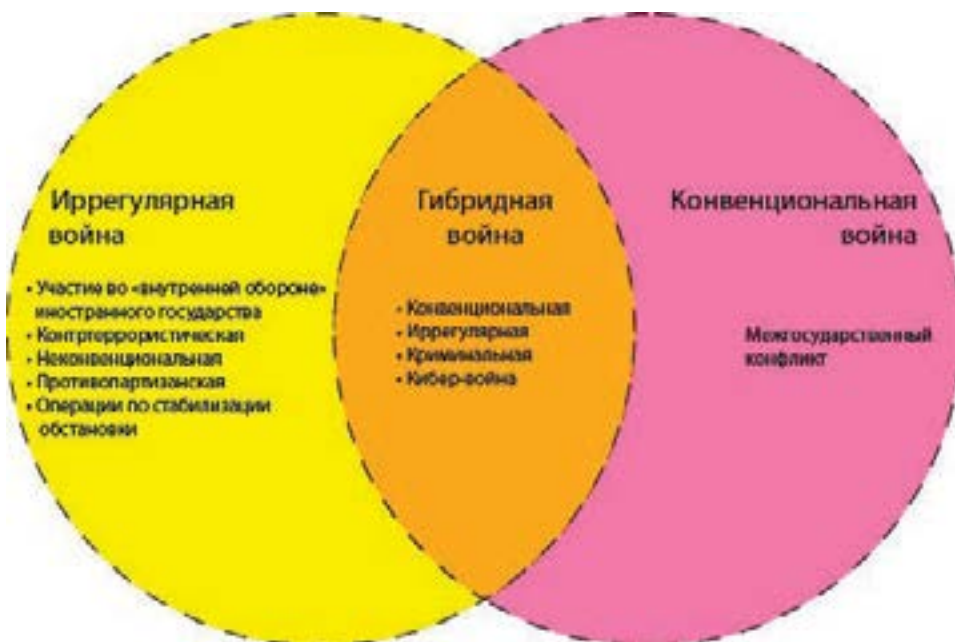 Иррегулярная
война
• Участие во «внутренней обороне»
иностранного государства
• Контртеррористическая
• Неконвенциональная
• Противопартизанская
• Операции по стабилизации
обстановки
Гибридная
война
• Конвенциональная
• Иррегулярная
• Криминальная
• Кибер-война
Конвенциональная
война
Межгосударственный
конфликт